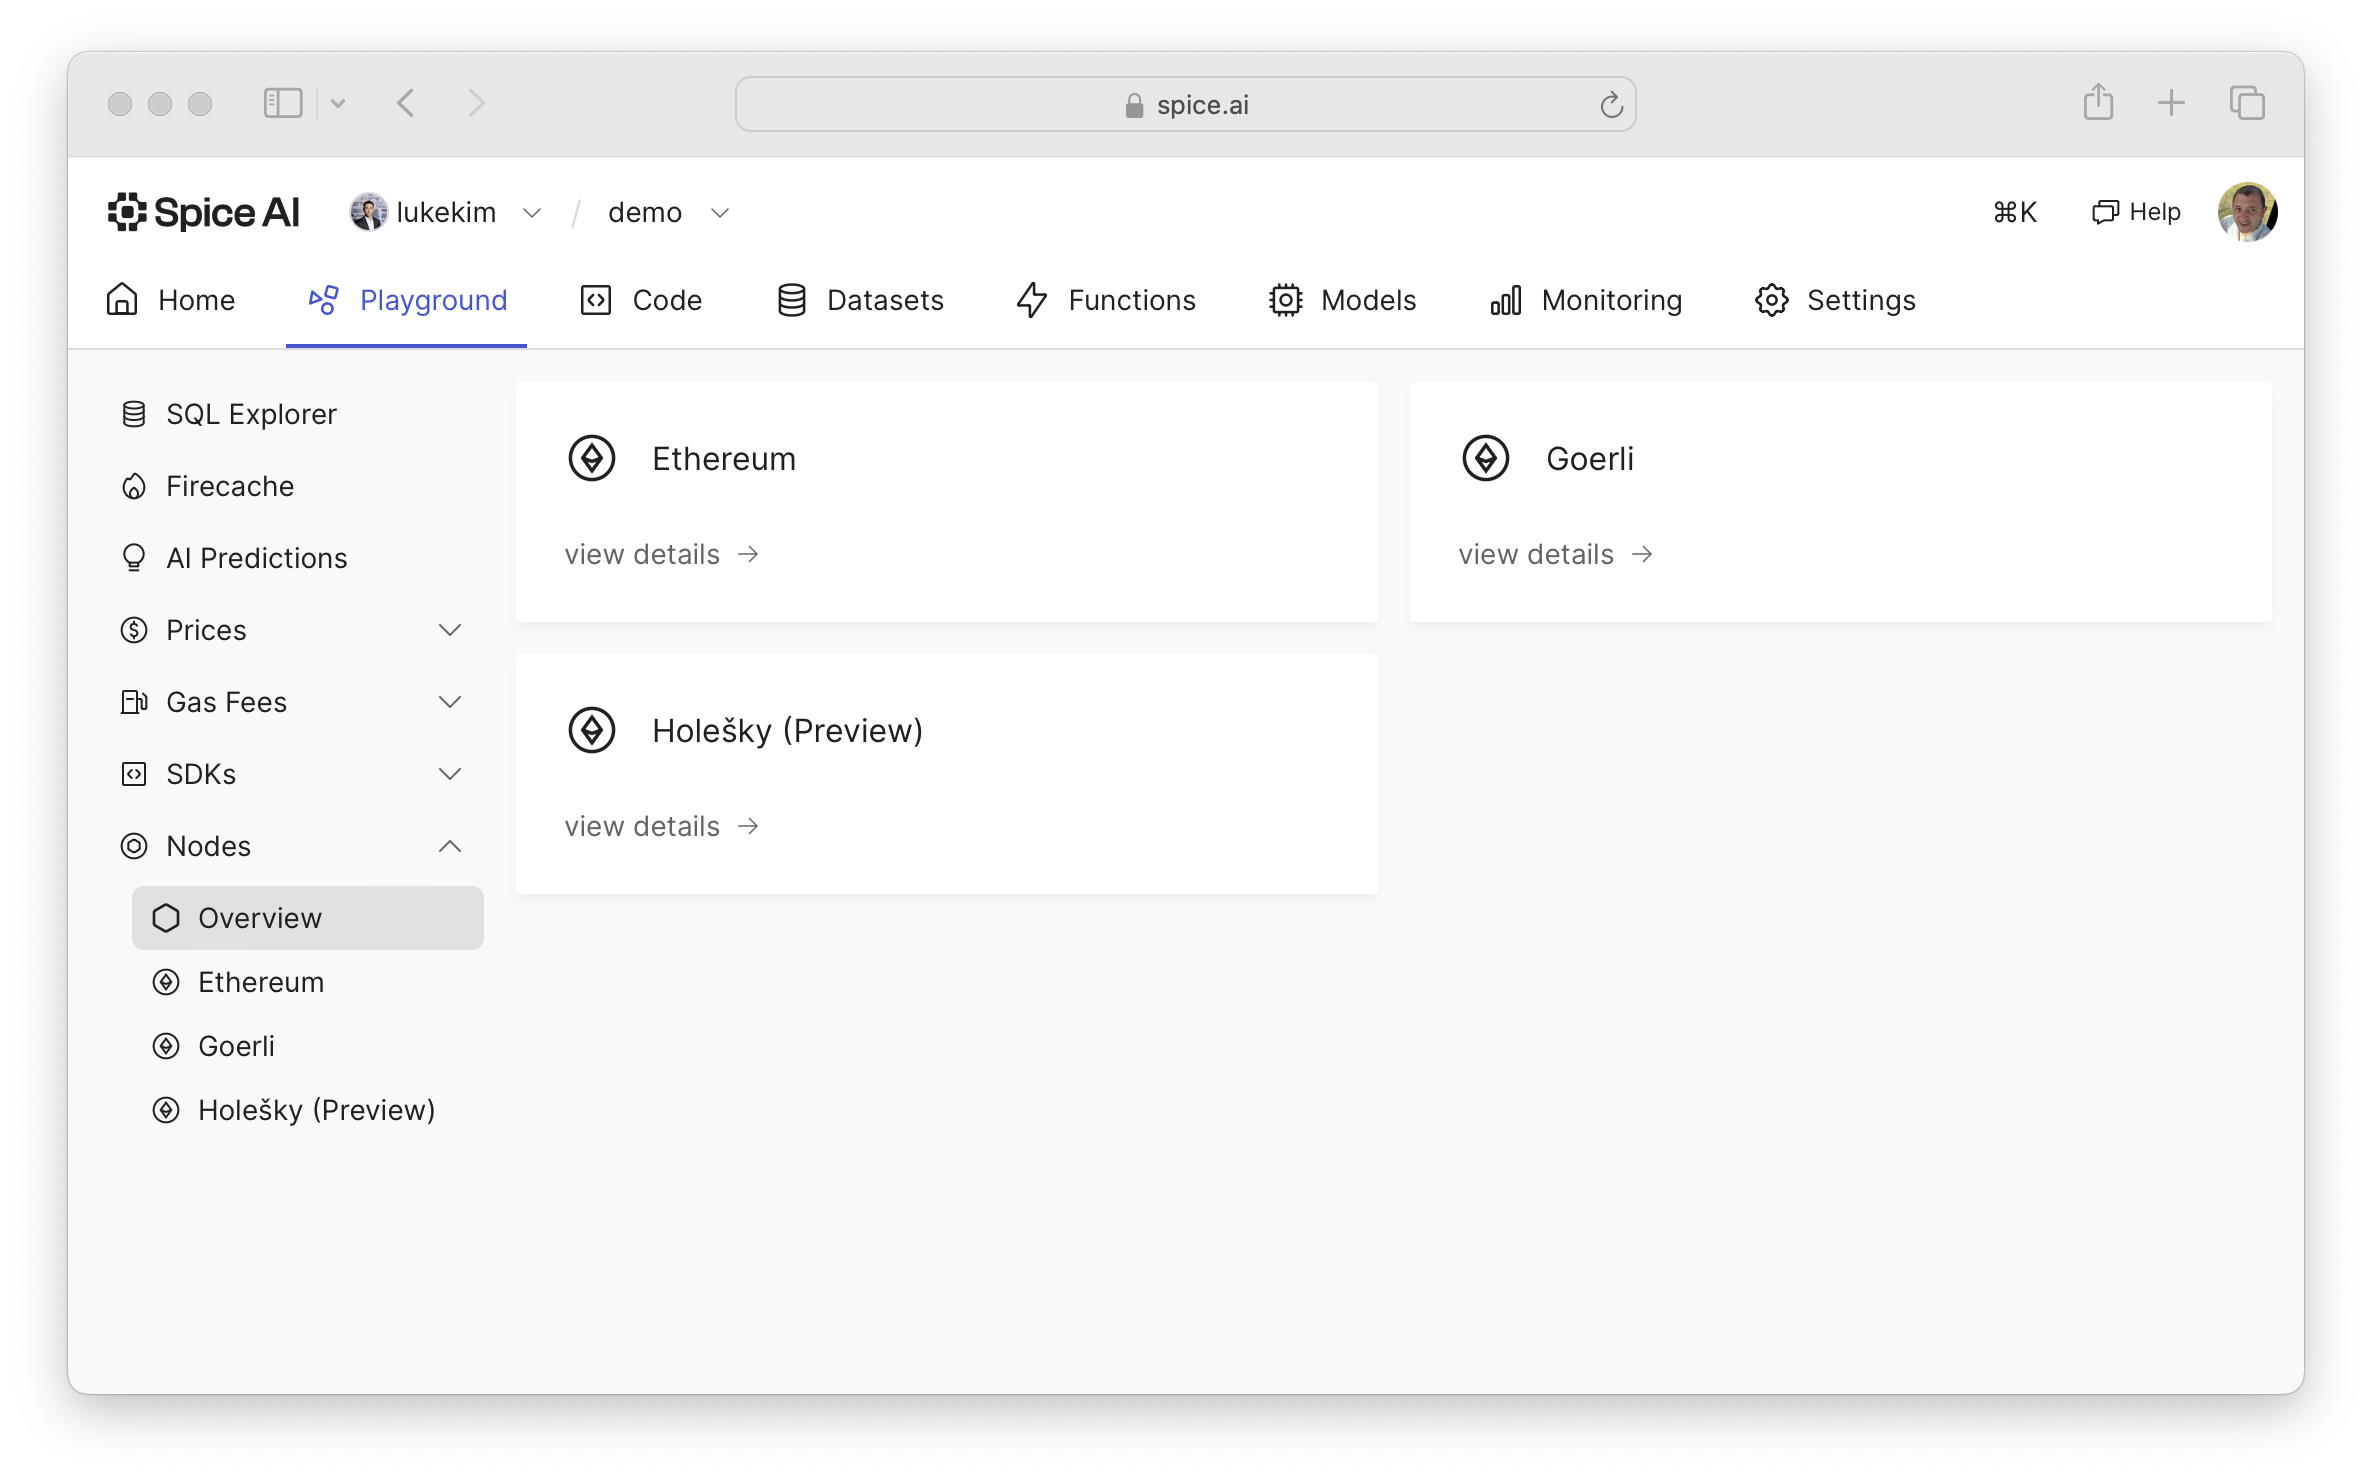 spice.ai
Spice AI lukekim / demo ⌘K Help
Home Playground Code Datasets Functions Models Monitoring Settings
SQL Explorer
Firecache
AI Predictions
Prices
Gas Fees
SDKs
Nodes
Overview
Ethereum
Goerli
Holešky (Preview)
Ethereum
view details →
Goerli
view details →
Holešky (Preview)
view details →